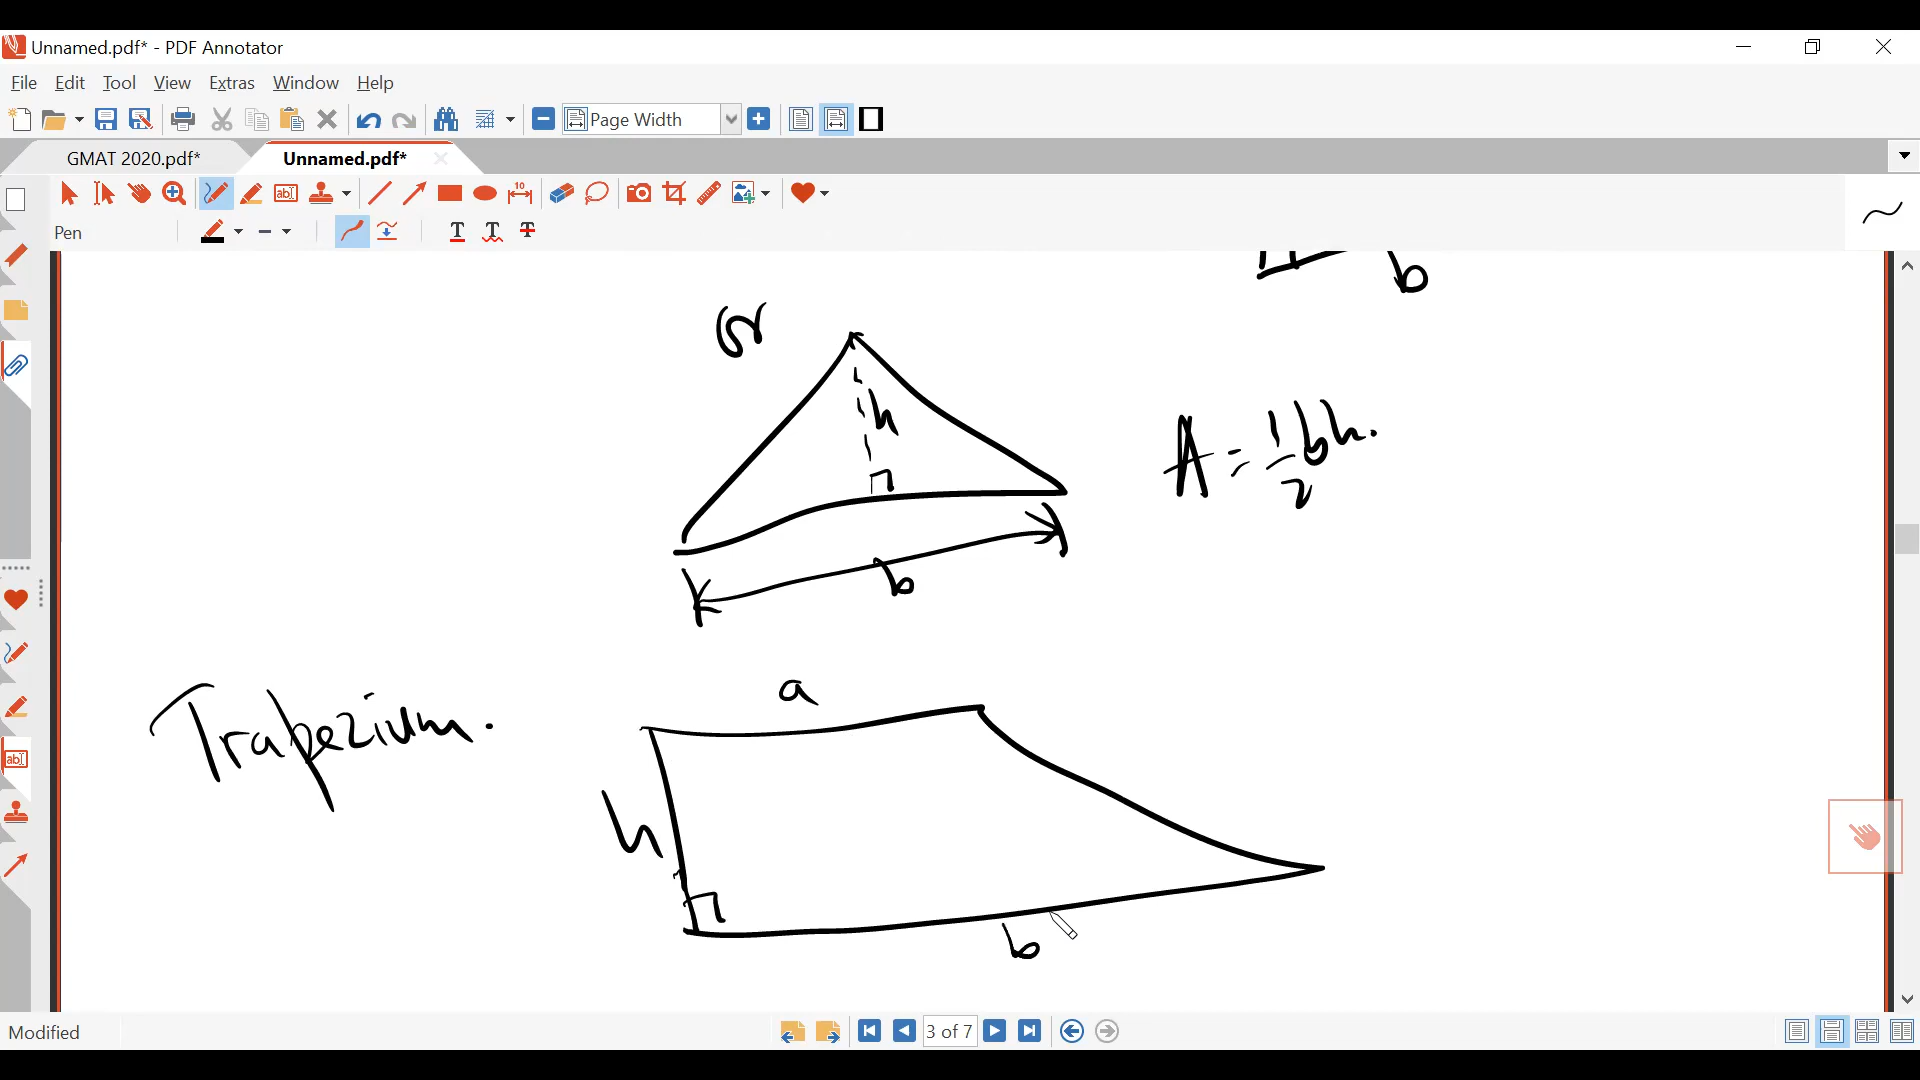 Unnamed.pdf* - PDF Annotator
File Edit Tool View Extras Window Help
Page Width
GMAT 2020.pdf*
Unnamed.pdf*
Pen
b
or
h
A = 1/2 bh.
b
Trapezium.
a
h
b
Modified
3 of 7